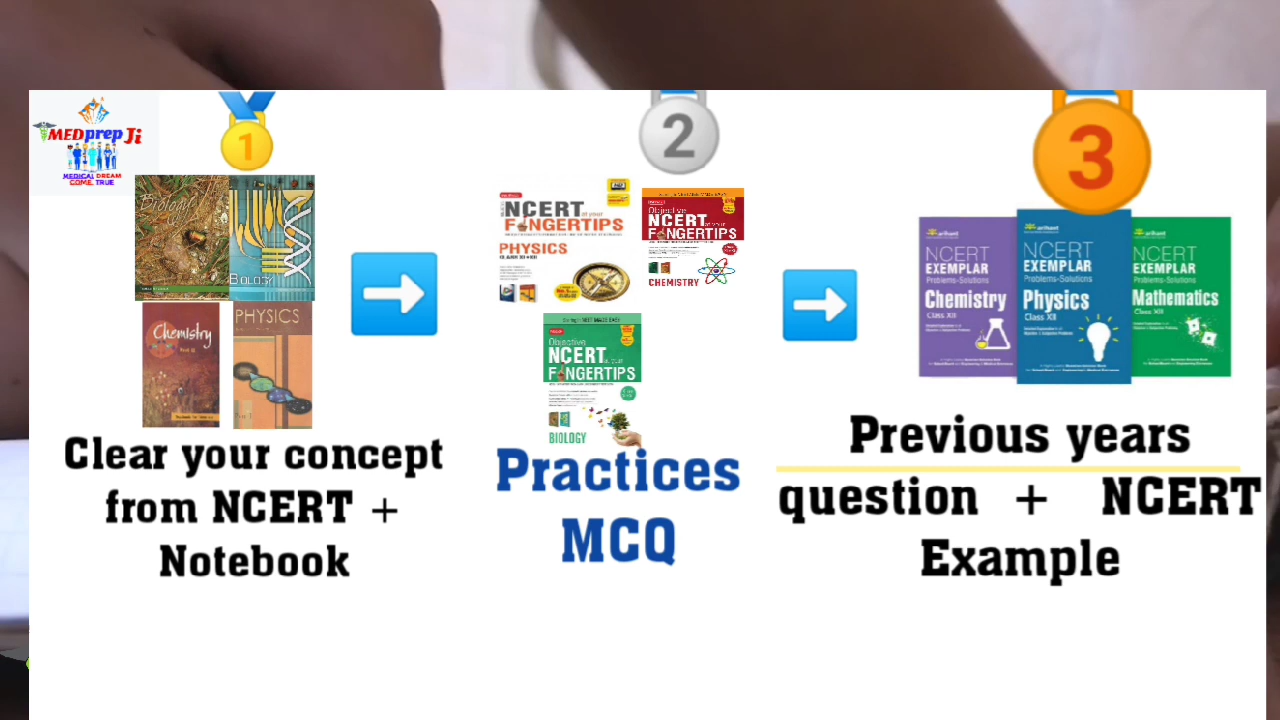 MEDprep Ji
MEDICAL DREAM
COME TRUE
1
Biology
BIOLOGY
Chemistry
PHYSICS
Clear your concept
from NCERT +
Notebook
2
NCERT at your
FINGERTIPS
PHYSICS
Objective
NCERT at your
FINGERTIPS
CHEMISTRY
Objective
NCERT at your
FINGERTIPS
BIOLOGY
Practices
MCQ
3
arihant
NCERT
EXEMPLAR
Problems-Solutions
Chemistry
Class XII
arihant
NCERT
EXEMPLAR
Problems-Solutions
Physics
Class XII
arihant
NCERT
EXEMPLAR
Problems-Solutions
Mathematics
Class XII
Previous years
question + NCERT
Example